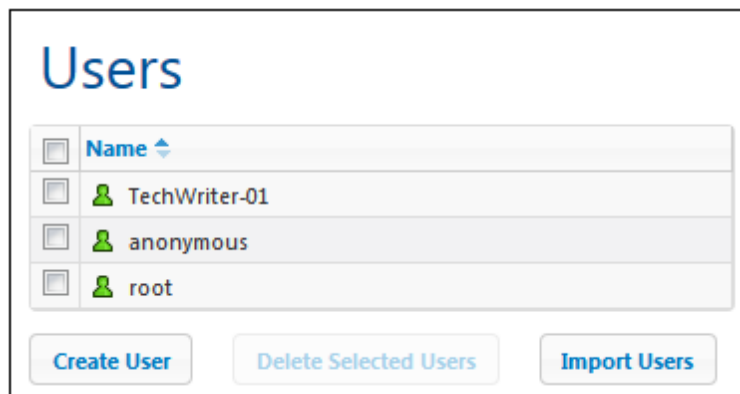 Users
Name
TechWriter-01
anonymous
root
Create User Delete Selected Users Import Users